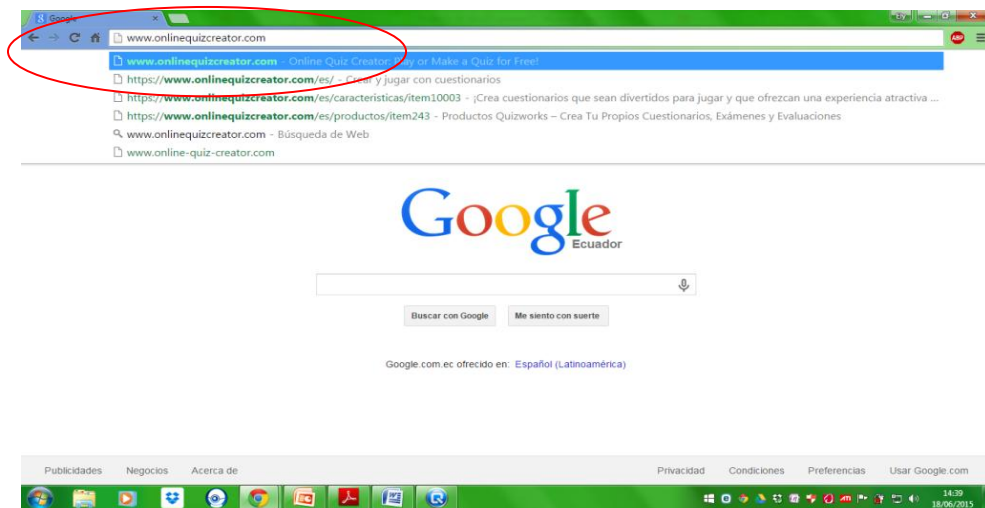 Google
Ely
www.onlinequizcreator.com
ABP
www.onlinequizcreator.com - Online Quiz Creator: Play or Make a Quiz for Free!
https://www.onlinequizcreator.com/es/ - Crear y jugar con cuestionarios
https://www.onlinequizcreator.com/es/caracteristicas/item10003 - ¡Crea cuestionarios que sean divertidos para jugar y que ofrezcan una experiencia atractiva ...
https://www.onlinequizcreator.com/es/productos/item243 - Productos Quizworks – Crea Tu Propios Cuestionarios, Exámenes y Evaluaciones
www.onlinequizcreator.com - Búsqueda de Web
www.online-quiz-creator.com
Google
Ecuador
Buscar con Google Me siento con suerte
Google.com.ec ofrecido en: Español (Latinoamérica)
Publicidades Negocios Acerca de Privacidad Condiciones Preferencias Usar Google.com
14:39
18/06/2015